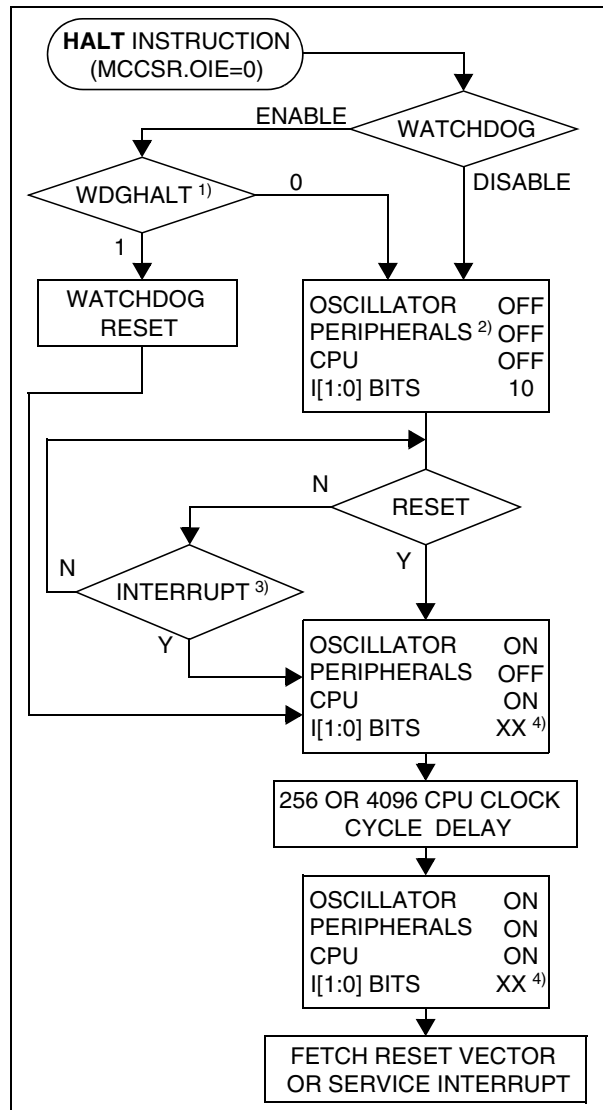 HALT INSTRUCTION
(MCCSR.OIE=0)
ENABLE
WATCHDOG
WDGHALT 1)
0
DISABLE
1
WATCHDOG
RESET
OSCILLATOR OFF
PERIPHERALS 2) OFF
CPU OFF
I[1:0] BITS 10
N
RESET
N
INTERRUPT 3)
Y
Y
OSCILLATOR ON
PERIPHERALS OFF
CPU ON
I[1:0] BITS XX 4)
256 OR 4096 CPU CLOCK
CYCLE DELAY
OSCILLATOR ON
PERIPHERALS ON
CPU ON
I[1:0] BITS XX 4)
FETCH RESET VECTOR
OR SERVICE INTERRUPT